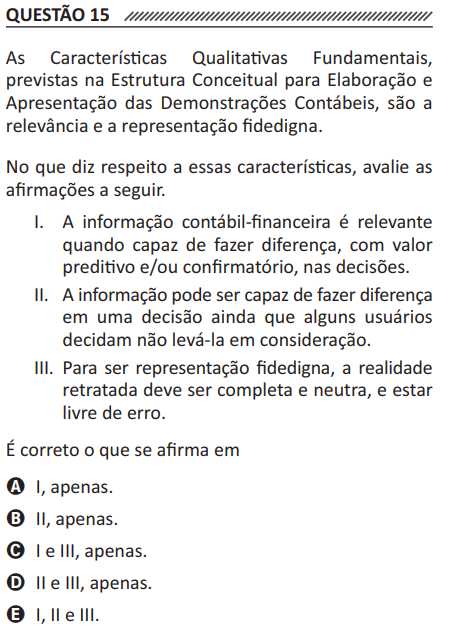 QUESTÃO 15
As Características Qualitativas Fundamentais,
previstas na Estrutura Conceitual para Elaboração e
Apresentação das Demonstrações Contábeis, são a
relevância e a representação fidedigna.
No que diz respeito a essas características, avalie as
afirmações a seguir.
I. A informação contábil-financeira é relevante
quando capaz de fazer diferença, com valor
preditivo e/ou confirmatório, nas decisões.
II. A informação pode ser capaz de fazer diferença
em uma decisão ainda que alguns usuários
decidam não levá-la em consideração.
III. Para ser representação fidedigna, a realidade
retratada deve ser completa e neutra, e estar
livre de erro.
É correto o que se afirma em
A I, apenas.
B II, apenas.
C I e III, apenas.
D II e III, apenas.
E I, II e III.